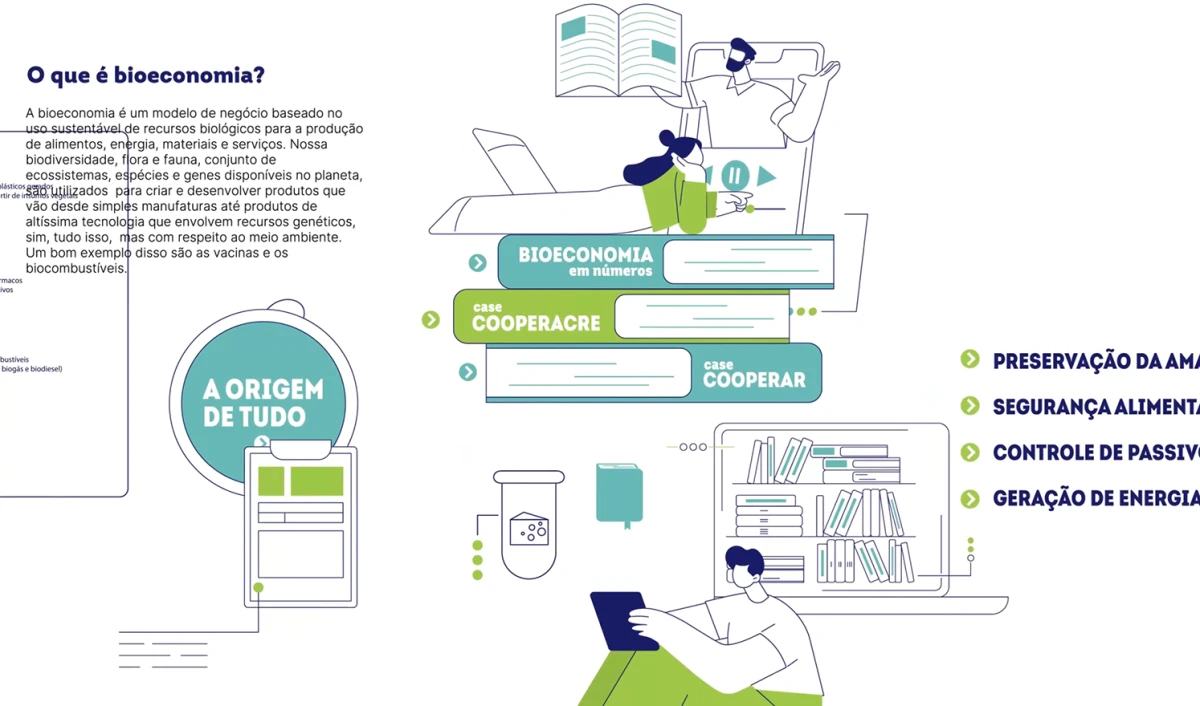 O que é bioeconomia?
A bioeconomia é um modelo de negócio baseado no
uso sustentável de recursos biológicos para a produção
de alimentos, energia, materiais e serviços. Nossa
biodiversidade, flora e fauna, conjunto de
ecossistemas, espécies e genes disponíveis no planeta,
são utilizados para criar e desenvolver produtos que
vão desde simples manufaturas até produtos de
altíssima tecnologia que envolvem recursos genéticos,
sim, tudo isso, mas com respeito ao meio ambiente.
Um bom exemplo disso são as vacinas e os
biocombustíveis.
lásticos gerados
rtir de insumos vegetais
rmacos
ivos
bustíveis
biogás e biodiesel)
A ORIGEM
DE TUDO
BIOECONOMIA
em números
case
COOPERACRE
case
COOPERAR
PRESERVAÇÃO DA AMA
SEGURANÇA ALIMENTA
CONTROLE DE PASSIVO
GERAÇÃO DE ENERGIA